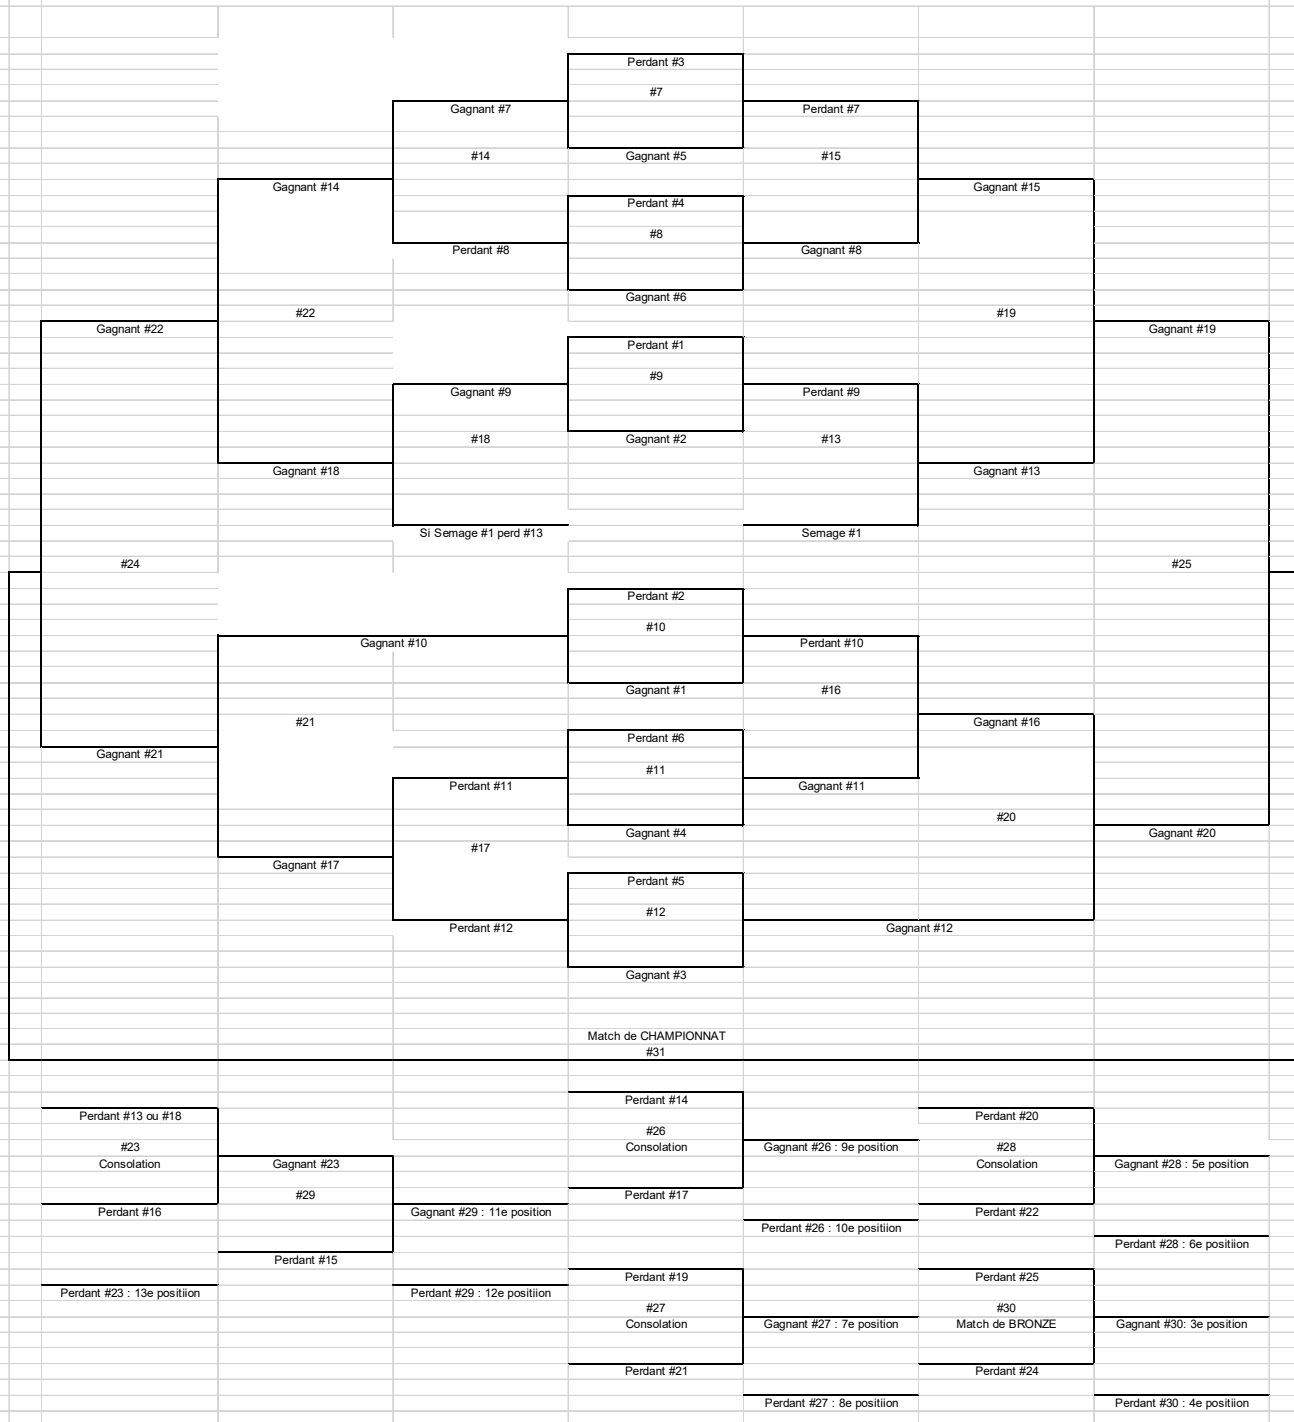 Perdant #3
#7
Gagnant #7
Perdant #7
#14
Gagnant #5
#15
Gagnant #14
Gagnant #15
Perdant #4
#8
Perdant #8
Gagnant #8
Gagnant #6
#22
#19
Gagnant #22
Gagnant #19
Perdant #1
#9
Gagnant #9
Perdant #9
#18
Gagnant #2
#13
Gagnant #18
Gagnant #13
Si Semage #1 perd #13
Semage #1
#24
#25
Perdant #2
#10
Gagnant #10
Perdant #10
Gagnant #1
#16
#21
Gagnant #16
Perdant #6
Gagnant #21
#11
Perdant #11
Gagnant #11
#20
Gagnant #4
Gagnant #20
#17
Gagnant #17
Perdant #5
#12
Perdant #12
Gagnant #12
Gagnant #3
Match de CHAMPIONNAT
#31
Perdant #14
Perdant #13 ou #18
Perdant #20
#26
#23
Consolation
Gagnant #26 : 9e position
#28
Consolation
Gagnant #23
Consolation
Gagnant #28 : 5e position
#29
Perdant #17
Perdant #16
Gagnant #29 : 11e position
Perdant #22
Perdant #26 : 10e positiion
Perdant #28 : 6e positiion
Perdant #15
Perdant #19
Perdant #25
Perdant #23 : 13e positiion
Perdant #29 : 12e positiion
#27
#30
Consolation
Gagnant #27 : 7e position
Match de BRONZE
Gagnant #30: 3e position
Perdant #21
Perdant #24
Perdant #27 : 8e positiion
Perdant #30 : 4e positiion